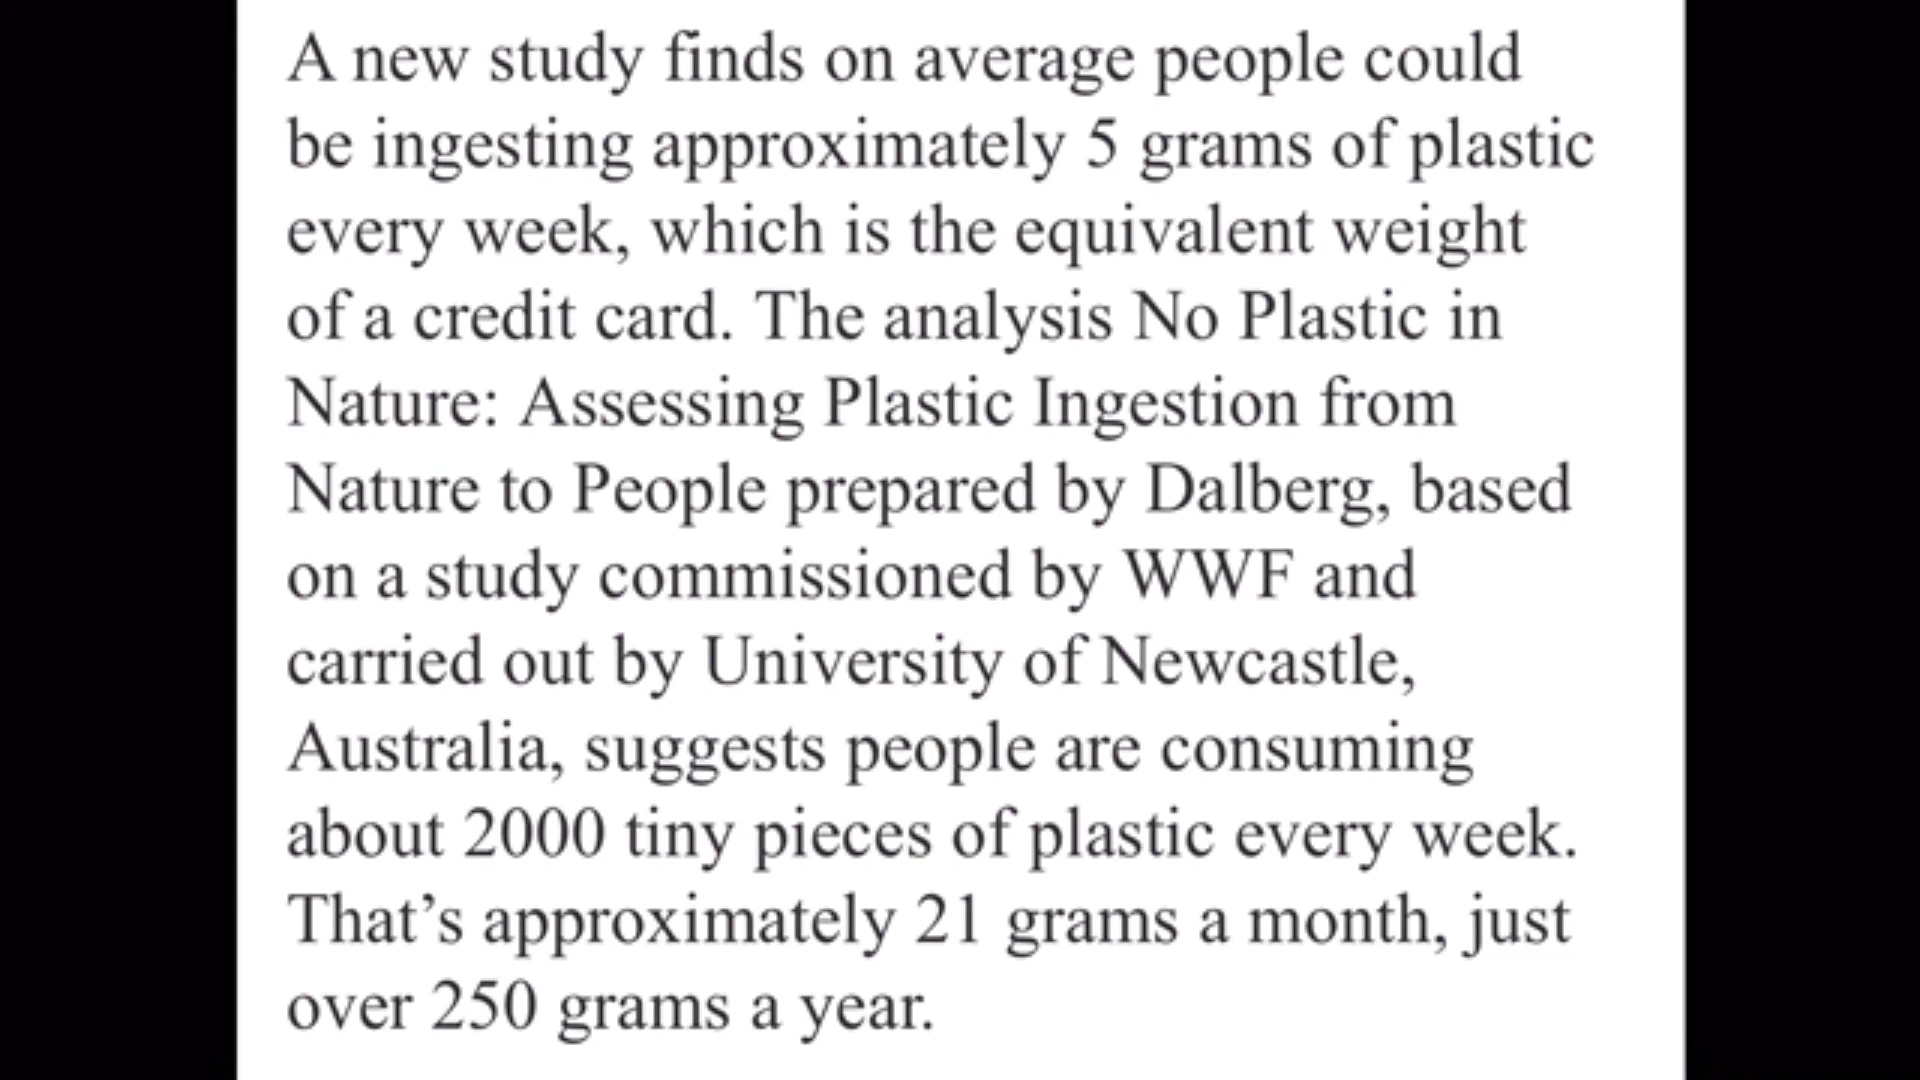 A new study finds on average people could
be ingesting approximately 5 grams of plastic
every week, which is the equivalent weight
of a credit card. The analysis No Plastic in
Nature: Assessing Plastic Ingestion from
Nature to People prepared by Dalberg, based
on a study commissioned by WWF and
carried out by University of Newcastle,
Australia, suggests people are consuming
about 2000 tiny pieces of plastic every week.
That’s approximately 21 grams a month, just
over 250 grams a year.